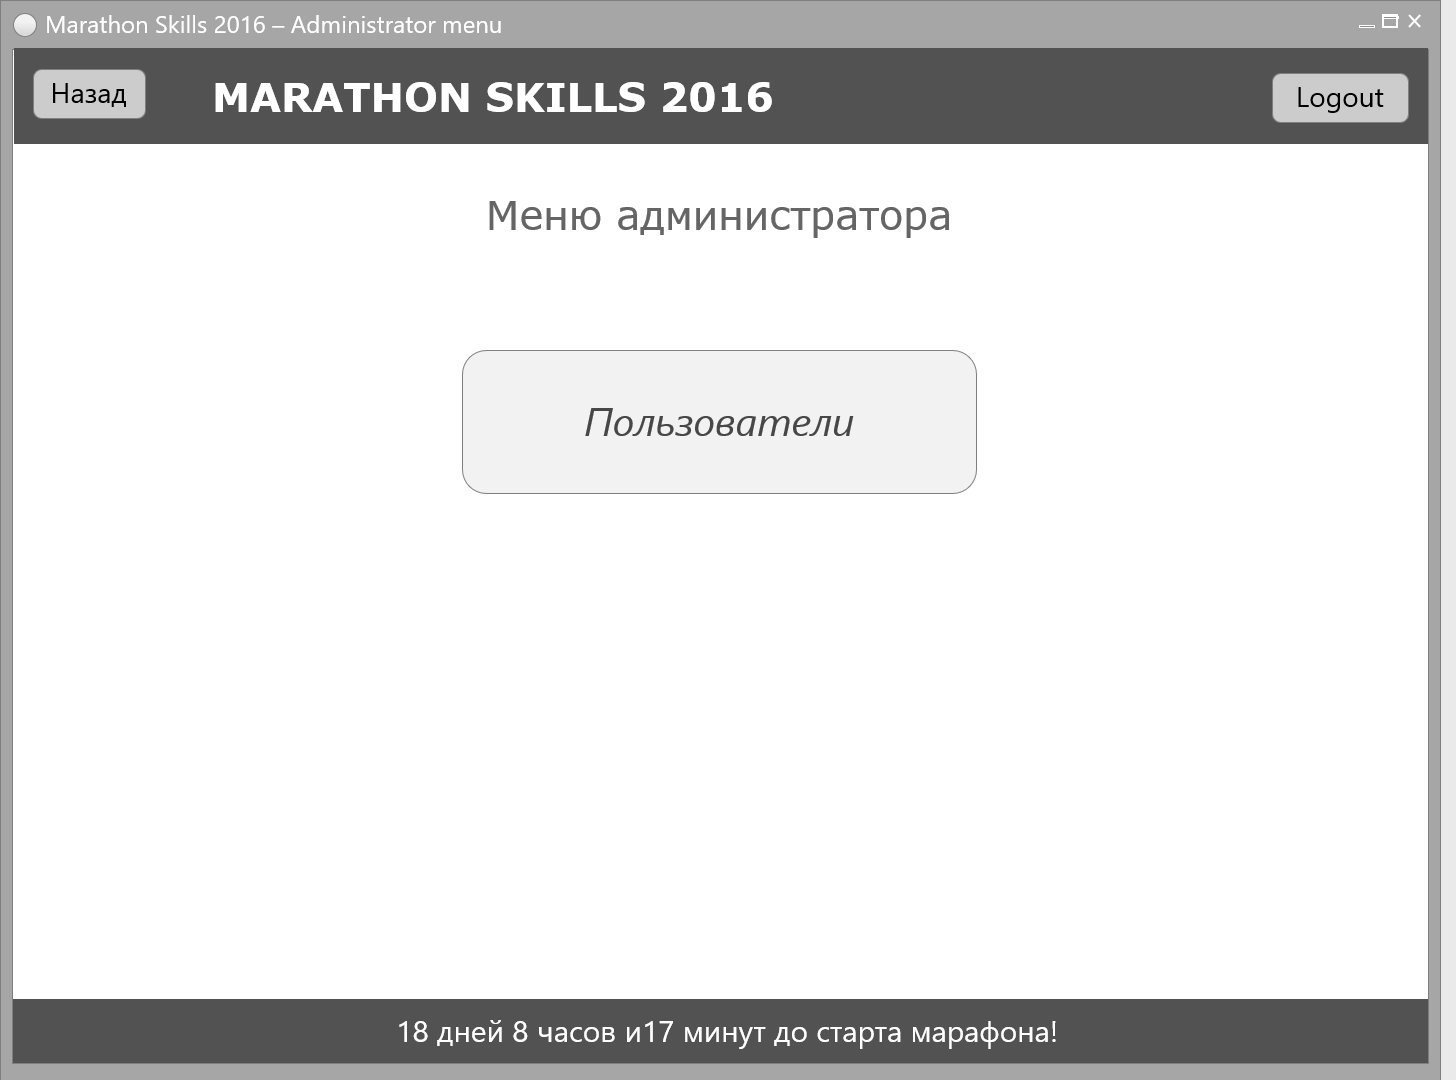 Marathon Skills 2016 – Administrator menu
Назад
MARATHON SKILLS 2016
Logout
Меню администратора
Пользователи
18 дней 8 часов и17 минут до старта марафона!